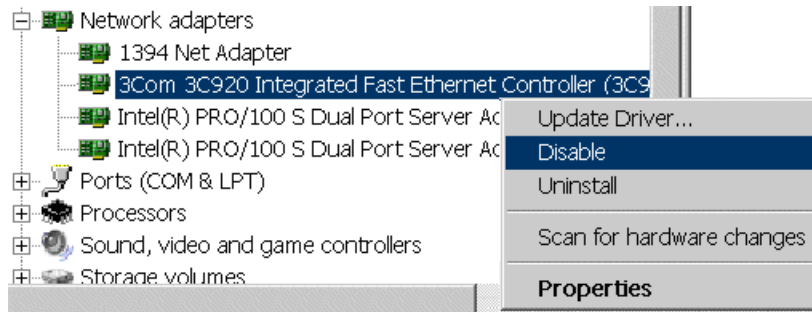 Network adapters
1394 Net Adapter
3Com 3C920 Integrated Fast Ethernet Controller (3C9
Intel(R) PRO/100 S Dual Port Server Ac
Intel(R) PRO/100 S Dual Port Server Ac
Ports (COM & LPT)
Processors
Sound, video and game controllers
Storage volumes
Update Driver...
Disable
Uninstall
Scan for hardware changes
Properties